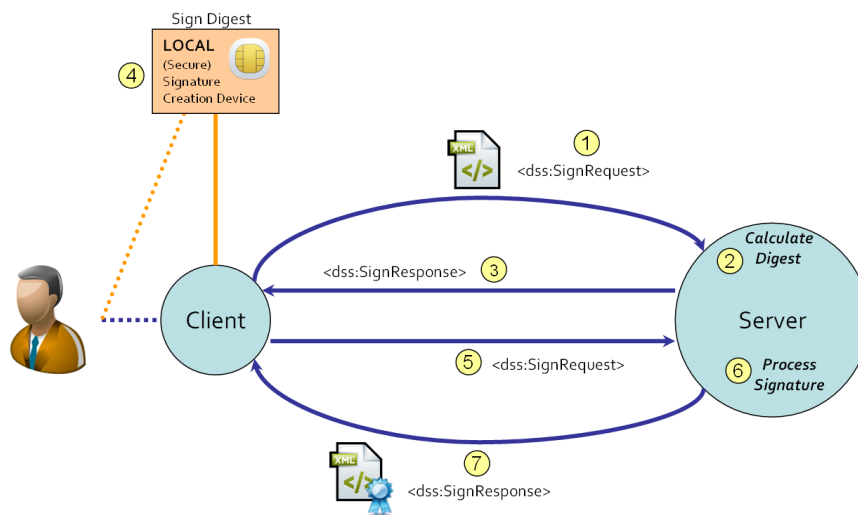 Sign Digest
LOCAL
(Secure)
Signature
Creation Device
4
1
XML
</>
<dss:SignRequest>
Calculate
2
Digest
<dss:SignResponse>
3
Client
Server
5
<dss:SignRequest>
6
Process
Signature
XML
</>
7
<dss:SignResponse>